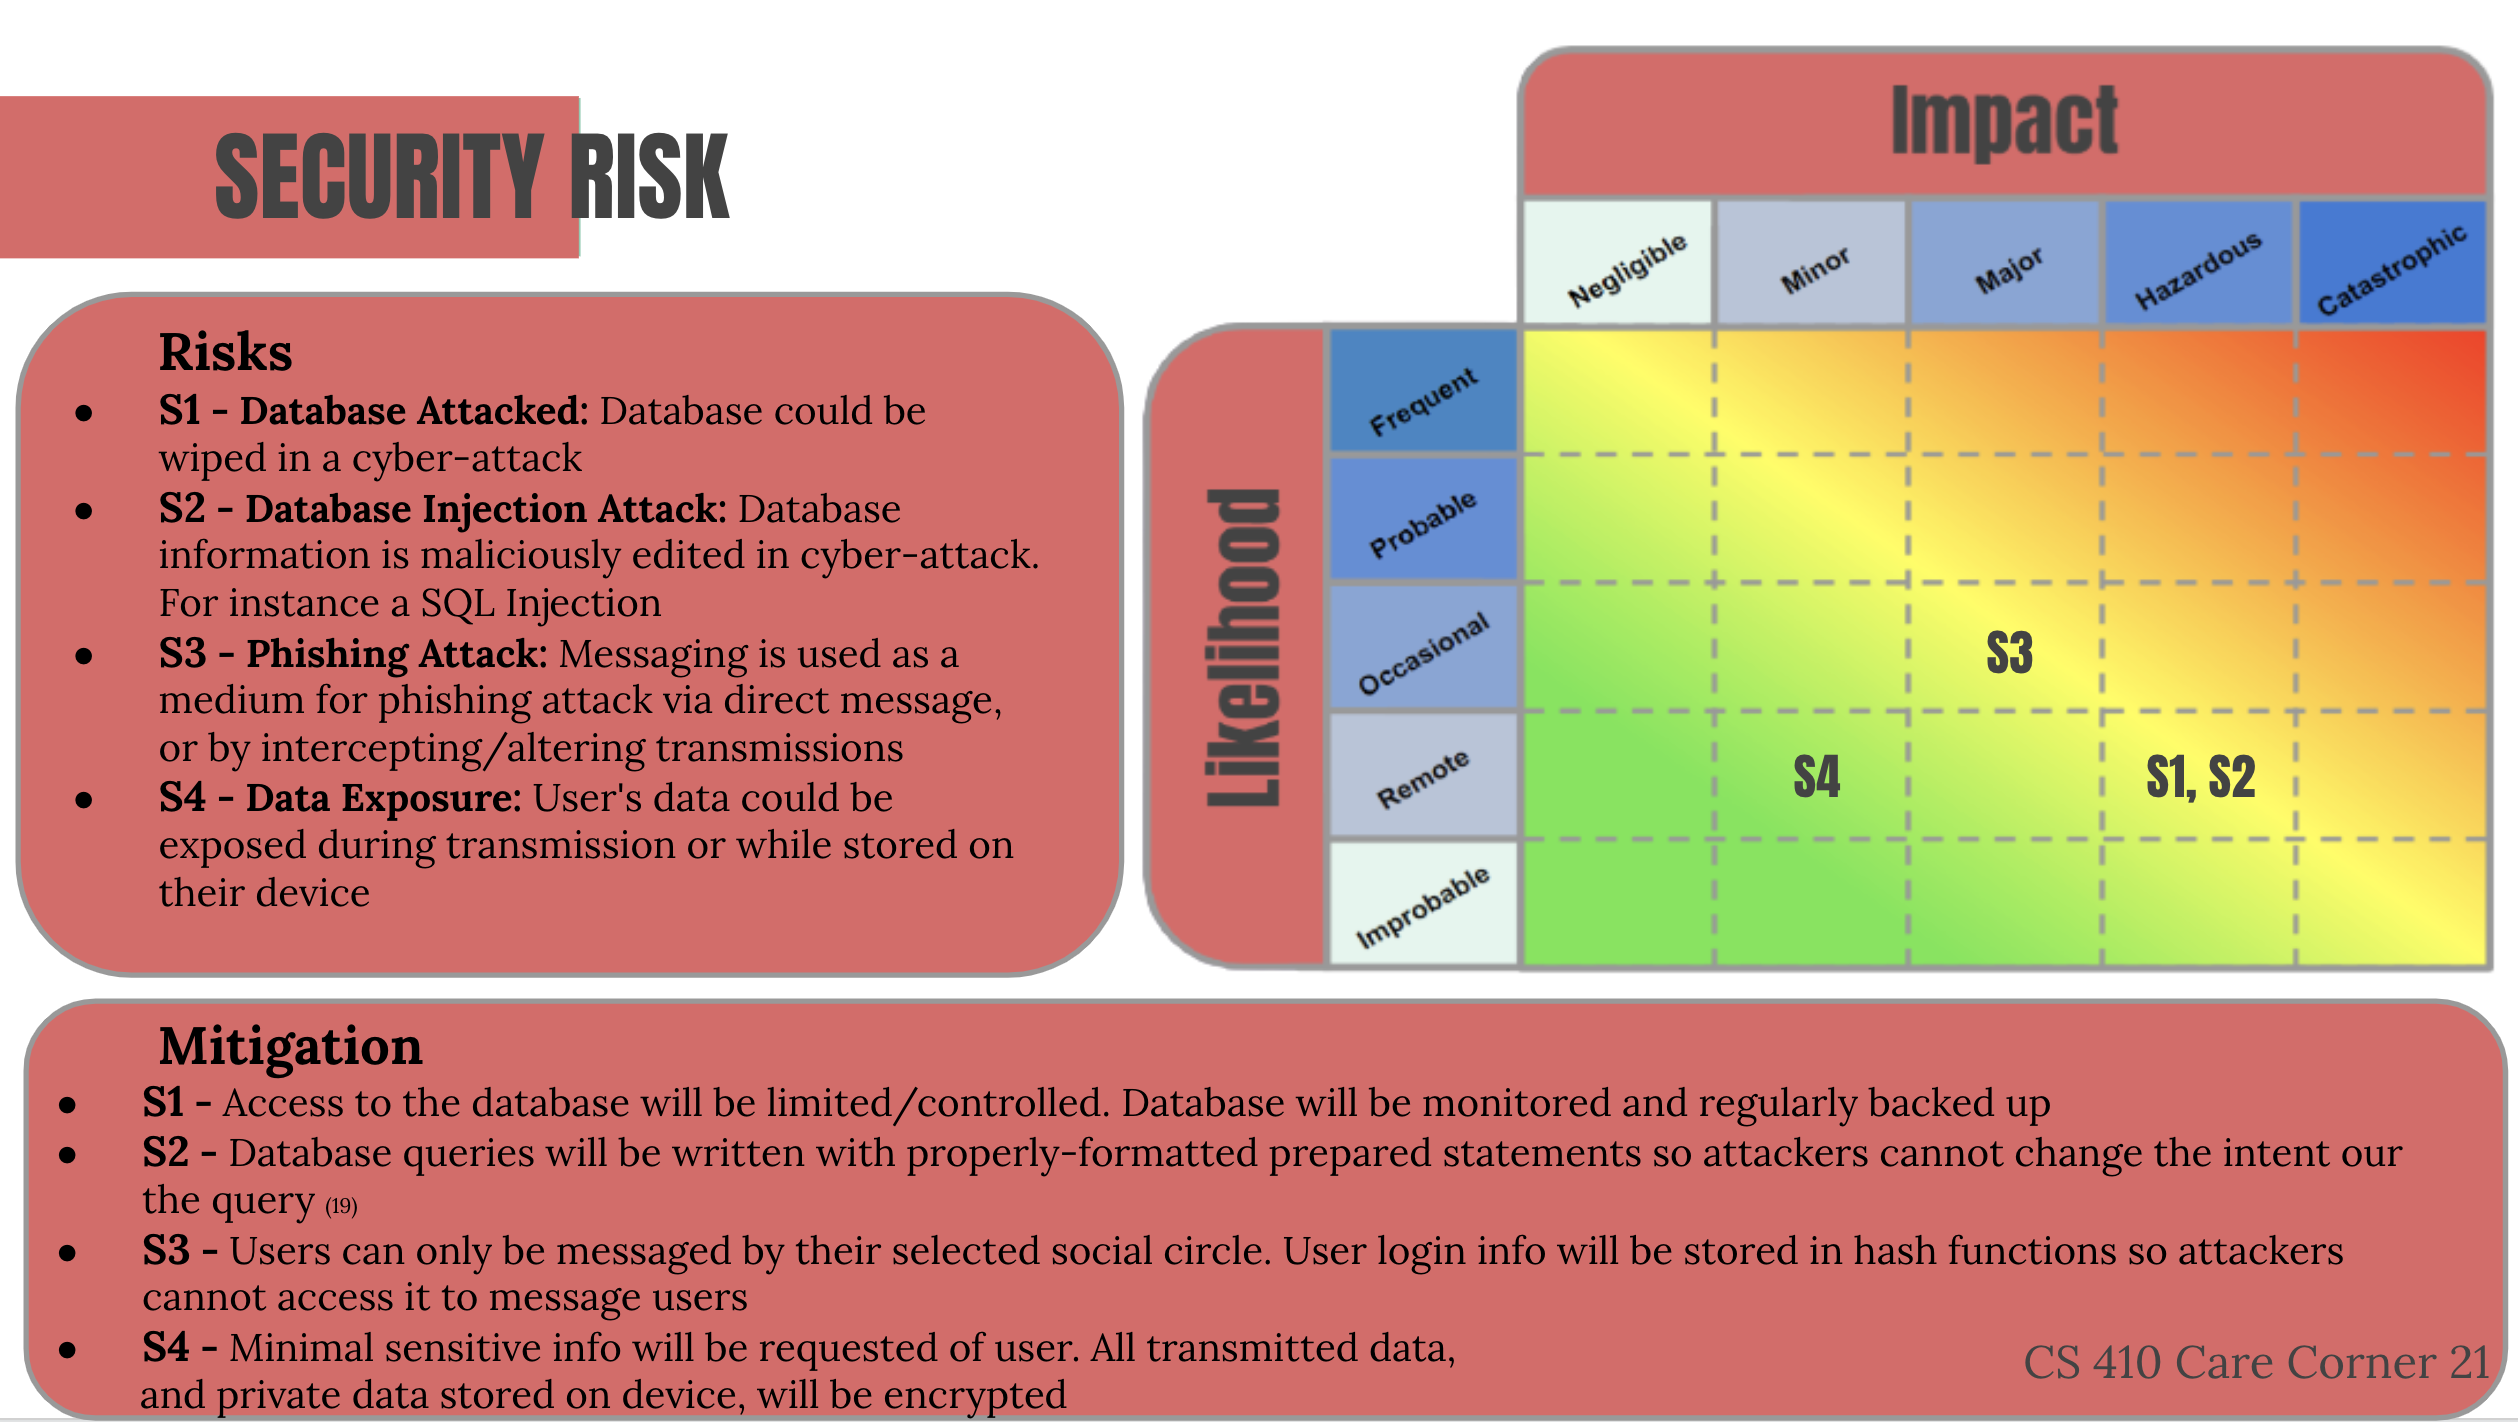 SECURITY RISK
Risks
● S1 - Database Attacked: Database could be
wiped in a cyber-attack
● S2 - Database Injection Attack: Database
information is maliciously edited in cyber-attack.
For instance a SQL Injection
● S3 - Phishing Attack: Messaging is used as a
medium for phishing attack via direct message,
or by intercepting/altering transmissions
● S4 - Data Exposure: User's data could be
exposed during transmission or while stored on
their device
Impact
Negligible
Minor
Major
Hazardous
Catastrophic
Likelihood
Frequent
Probable
Occasional
S3
Remote
S4
S1, S2
Improbable
Mitigation
● S1 - Access to the database will be limited/controlled. Database will be monitored and regularly backed up
● S2 - Database queries will be written with properly-formatted prepared statements so attackers cannot change the intent our
the query (19)
● S3 - Users can only be messaged by their selected social circle. User login info will be stored in hash functions so attackers
cannot access it to message users
● S4 - Minimal sensitive info will be requested of user. All transmitted data,
and private data stored on device, will be encrypted
CS 410 Care Corner 21